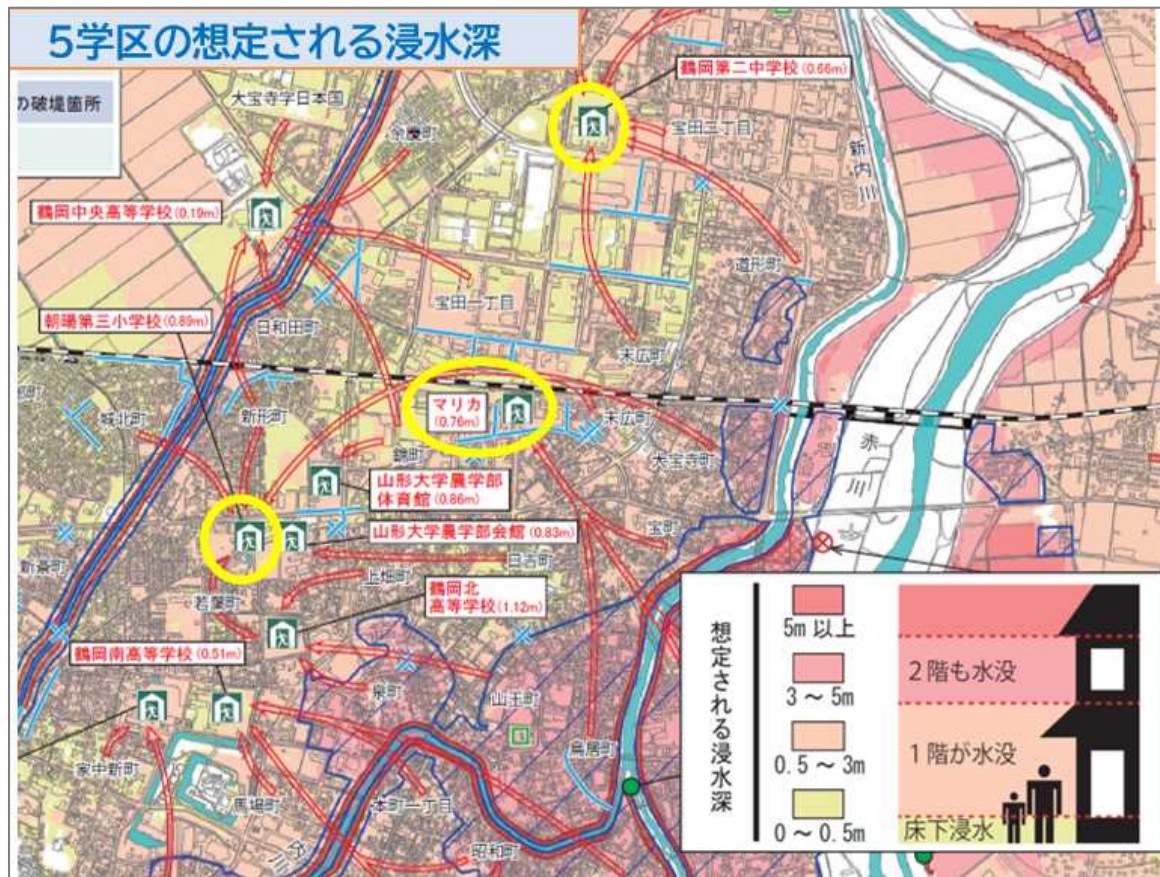 5学区の想定される浸水深
の破堤箇所
鶴岡第二中学校(0.66m)
大宝寺字日本国
余慶町
宝田三丁目
新内川
鶴岡中央高等学校(0.19m)
道形町
宝田一丁目
朝暘第三小学校(0.89m)
日和田町
末広町
城北町
新形町
マリカ
(0.76m)
末広町
錦町
大宝寺町
赤
川
山形大学農学部
体育館(0.86m)
宝町
山形大学農学部会館(0.83m)
新斎町
日吉町
上畑町
若葉町
鶴岡北
高等学校(1.12m)
鶴岡南高等学校(0.51m)
泉町
山王町
鳥居町
家中新町
馬場町
本町一丁目
昭和町
内川
想定される浸水深
5m 以上
3 ~ 5m
0.5 ~ 3m
0 ~ 0.5m
2階も水没
1階が水没
床下浸水